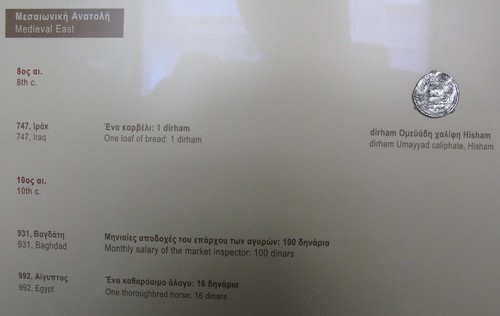 Μεσαιωνική Ανατολή
Medieval East
8ος αι.
8th c.
747, Ιράκ
747, Iraq
Ένα καρβέλι: 1 dirham
One loaf of bread: 1 dirham
dirham Ομεϋάδη χαλίφη Hisham
dirham Umayyad caliphate, Hisham
10ος αι.
10th c.
931, Βαγδάτη
931, Baghdad
Μηνιαίες αποδοχές του επάρχου των αγορών: 100 δηνάρια
Monthly salary of the market inspector: 100 dinars
992, Αίγυπτος
992, Egypt
Ένα καθαρόαιμο άλογο: 16 δηνάρια
One thoroughbred horse: 16 dinars